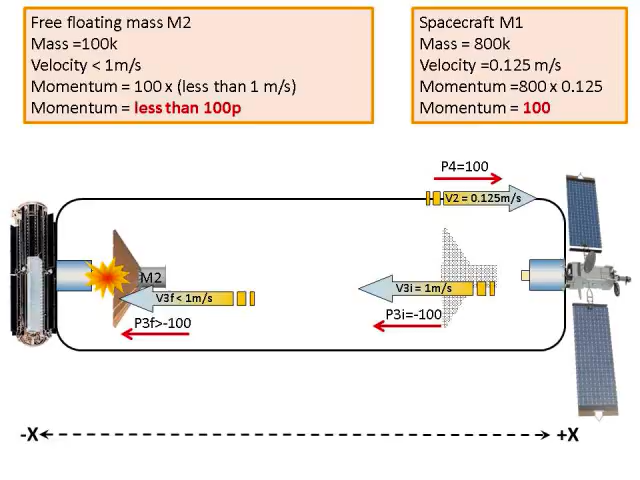 Free floating mass M2
Mass =100k
Velocity < 1m/s
Momentum = 100 x (less than 1 m/s)
Momentum = less than 100p
Spacecraft M1
Mass = 800k
Velocity =0.125 m/s
Momentum =800 x 0.125
Momentum = 100
P4=100
V2 = 0.125m/s
M2
V3f < 1m/s
V3i = 1m/s
P3f>-100
P3i=-100
-X
+X